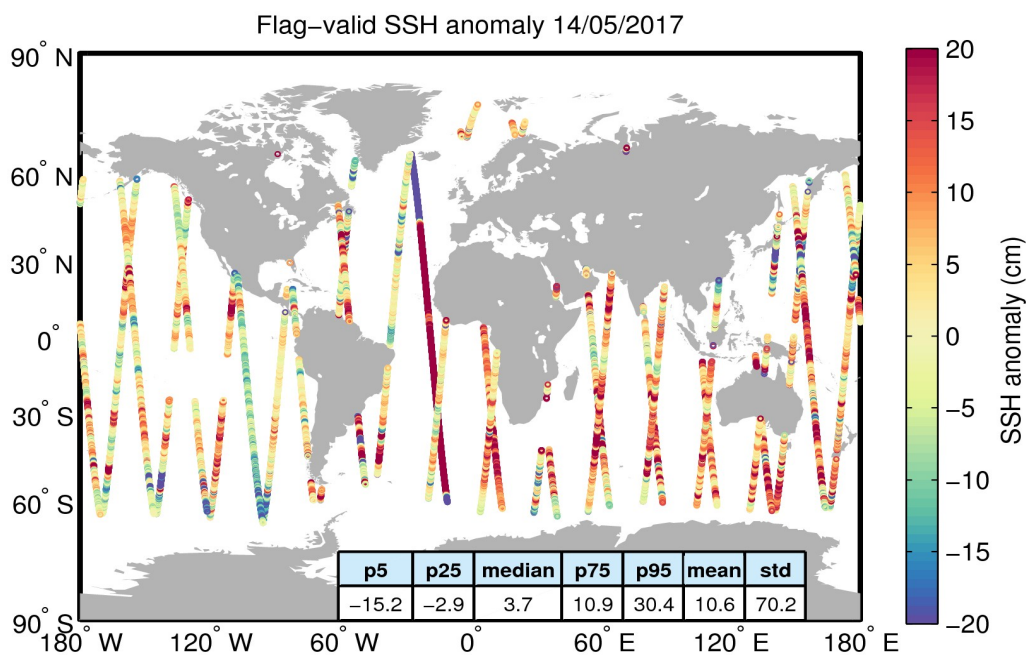 Flag−valid SSH anomaly 14/05/2017
90° N
60° N
30° N
0°
30° S
60° S
90° S
180° W
120° W
60° W
0°
60° E
120° E
180° E
p5 p25 median p75 p95 mean std
−15.2 −2.9 3.7 10.9 30.4 10.6 70.2
20
15
10
5
0
−5
−10
−15
−20
SSH anomaly (cm)